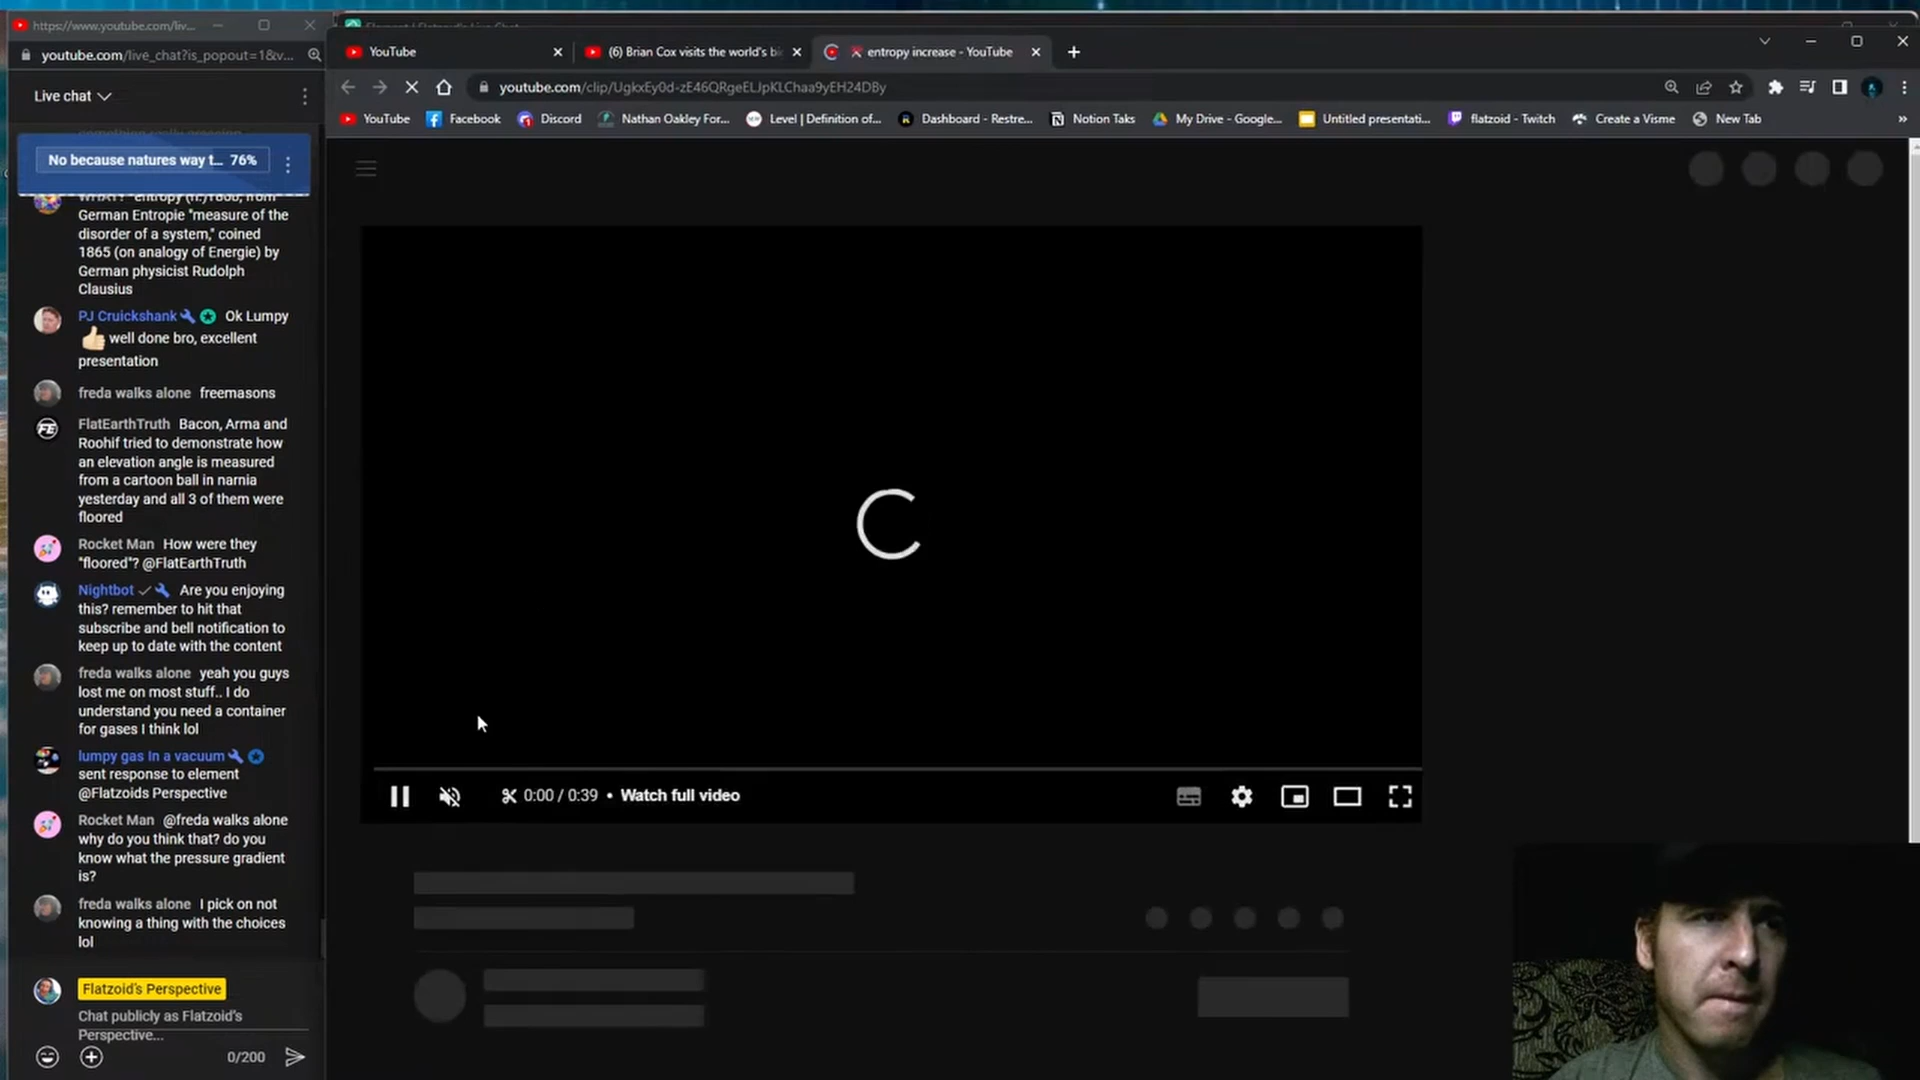 https://www.youtube.com/liv...
youtube.com/live_chat?is_popout=1&v...
Live chat
No because natures way t... 76%
WHAT? "entropy (n.)1868, from
German Entropie "measure of the
disorder of a system," coined
1865 (on analogy of Energie) by
German physicist Rudolph
Clausius
PJ Cruickshank Ok Lumpy
well done bro, excellent
presentation
freda walks alone freemasons
FlatEarthTruth Bacon, Arma and
Roohif tried to demonstrate how
an elevation angle is measured
from a cartoon ball in narnia
yesterday and all 3 of them were
floored
Rocket Man How were they
"floored"? @FlatEarthTruth
Nightbot Are you enjoying
this? remember to hit that
subscribe and bell notification to
keep up to date with the content
freda walks alone yeah you guys
lost me on most stuff.. I do
understand you need a container
for gases I think lol
lumpy gas In a vacuum
sent response to element
@Flatzoids Perspective
Rocket Man @freda walks alone
why do you think that? do you
know what the pressure gradient
is?
freda walks alone I pick on not
knowing a thing with the choices
lol
Flatzoid's Perspective
Chat publicly as Flatzoid's
Perspective...
0/200
YouTube
(6) Brian Cox visits the world's bi
entropy increase - YouTube
youtube.com/clip/UgkxEy0d-zE46QRgeELJpKLChaa9yEH24DBy
YouTube
Facebook
Discord
Nathan Oakley For...
Level | Definition of...
Dashboard - Restre...
Notion Taks
My Drive - Google...
Untitled presentati...
flatzoid - Twitch
Create a Visme
New Tab
0:00 / 0:39 • Watch full video